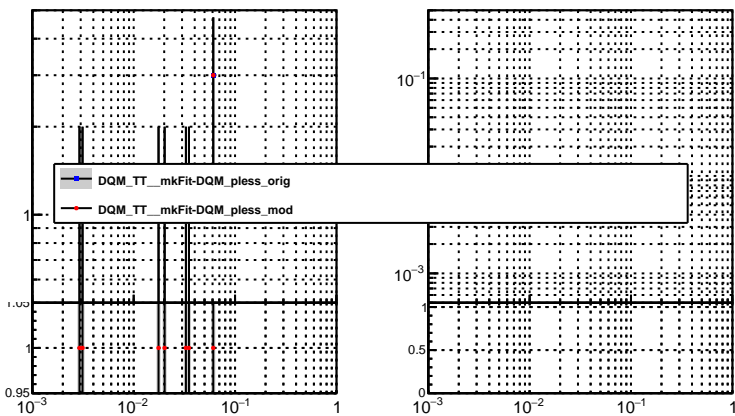 10⁻¹
DQM_TT__mkFit-DQM_pless_orig
DQM_TT__mkFit-DQM_pless_mod
1
10⁻³
1.05
1
1
0.5
0.95
0
10⁻³ 10⁻² 10⁻¹ 1
10⁻³ 10⁻² 10⁻¹ 1